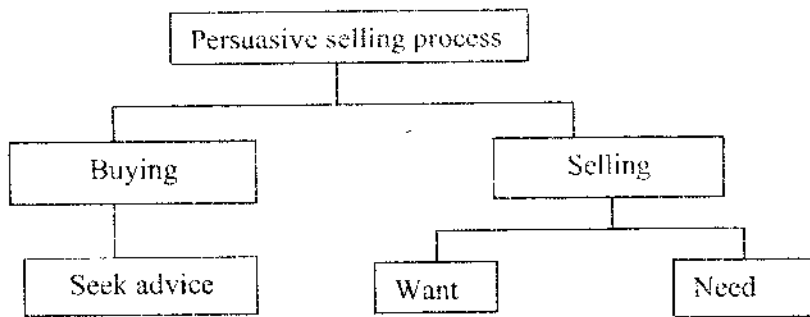 Persuasive selling process
Buying
Selling
Seek advice
Want
Need